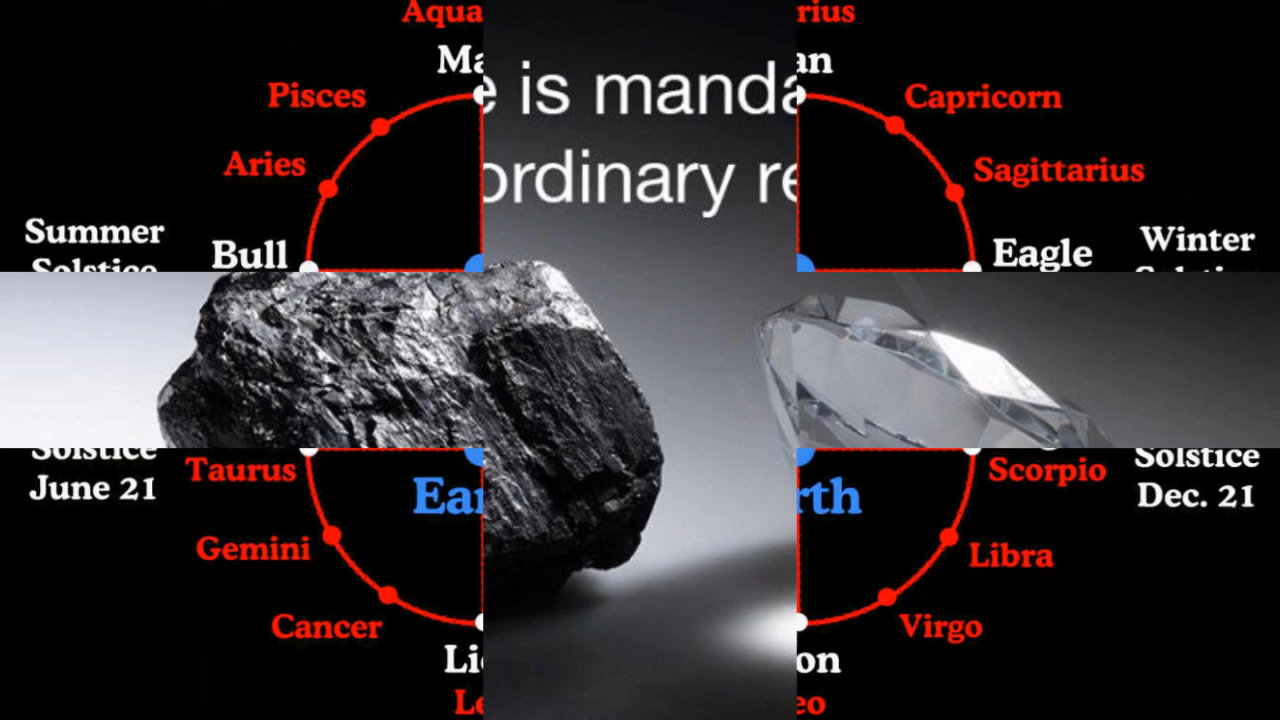 Aqua
rius
Ma
an
e is manda
Pisces
Capricorn
Aries
ordinary re
Sagittarius
Summer
Solstice
Bull
Eagle
Winter
Solstice
June 21
Taurus
Scorpio
Solstice
Dec. 21
Ear
rth
Gemini
Libra
Cancer
Virgo
Li
on
Le
eo